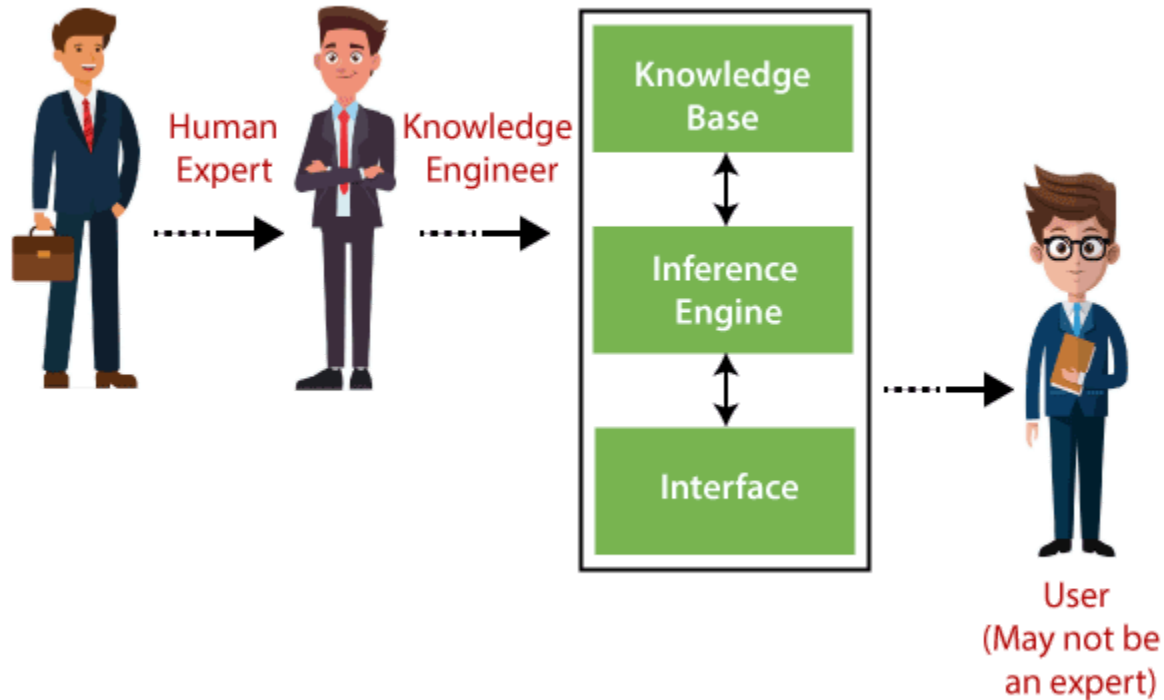 Human
Expert
Knowledge
Engineer
Knowledge
Base
Inference
Engine
Interface
User
(May not be
an expert)